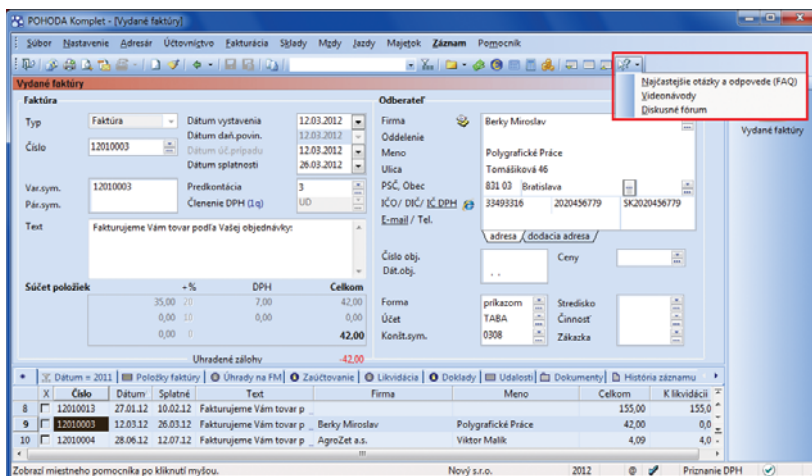 POHODA Komplet - [Vydané faktúry]
Súbor Nastavenie Adresár Účtovníctvo Fakturácia Sklady Mzdy Jazdy Majetok Záznam Pomocník
Najčastejšie otázky a odpovede (FAQ)
Videonávody
Diskusné fórum
Vydané faktúry
Vydané faktúry
Faktúra
Odberateľ
Typ Faktúra Dátum vystavenia 12.03.2012 Firma Berky Miroslav
Dátum daň.povin. 12.03.2012 Oddelenie
Číslo 12010003 Dátum úč.prípadu 12.03.2012 Meno Polygrafické Práce
Dátum splatnosti 26.03.2012 Ulica Tomášiková 46
Var.sym. 12010003 Predkontácia 3 PSČ, Obec 831 03 Bratislava
Pár.sym. Členenie DPH (1q) UD IČO/ DIČ/ IČ DPH 33493316 2020456779 SK2020456779
E-mail / Tel.
Text Fakturujeme Vám tovar podľa Vašej objednávky:
adresa dodacia adresa
Číslo obj. Ceny
Dát.obj. . .
Súčet položiek +% DPH Celkom
35,00 20 7,00 42,00 Forma príkazom Stredisko
0,00 10 0,00 0,00 Účet TABA Činnosť
0,00 0 42,00 Konšt.sym. 0308 Zákazka
Uhradené zálohy -42,00
Dátum = 2011 Položky faktúry Úhrady na FM Zaúčtovanie Likvidácia Doklady Udalosti Dokumenty História záznamu
X Číslo Dátum Splatné Text Firma Meno Celkom K likvidácii
8 12010013 27.01.12 10.02.12 Fakturujeme Vám tovar p 155,00 155,0
9 12010003 12.03.12 26.03.12 Fakturujeme Vám tovar p Berky Miroslav Polygrafické Práce 42,00 0,0
10 12010004 28.06.12 12.07.12 Fakturujeme Vám tovar p AgroZet a.s. Viktor Malík 4,09 4,0
Zobrazí miestneho pomocníka po kliknutí myšou. Nový s.r.o. 2012 @ Priznanie DPH